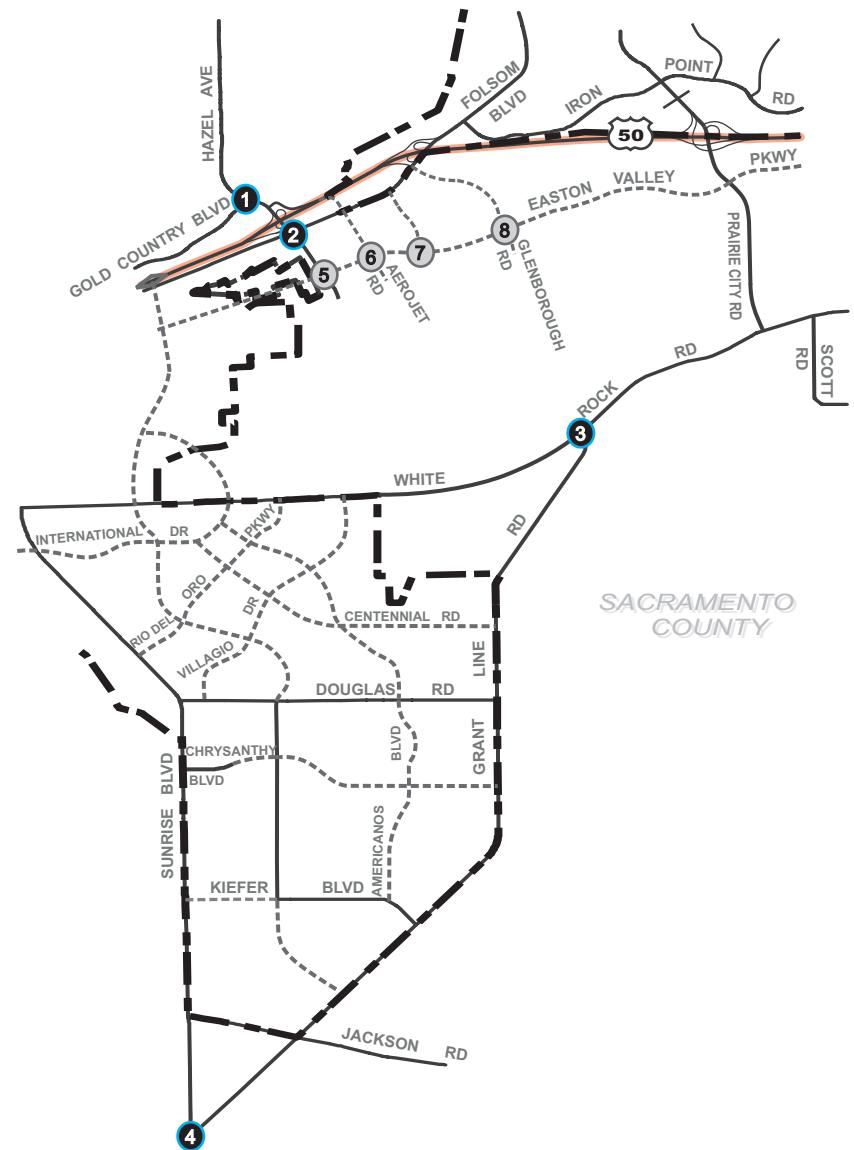 HAZEL AVE
FOLSOM
BLVD
IRON
POINT
RD
50
GOLD COUNTRY BLVD
1
2
EASTON
VALLEY
PKWY
8
7
6
5
AEROJET
RD
GLENBOROUGH
RD
PRAIRIE CITY RD
SCOTT
RD
WHITE
ROCK
RD
3
INTERNATIONAL
DR
RIO DEL
ORO
PKWY
RD
VILLAGIO
DR
CENTENNIAL RD
SACRAMENTO
COUNTY
DOUGLAS
RD
GRANT
LINE
CHRYSANTHY
BLVD
SUNRISE BLVD
AMERICANOS
BLVD
KIEFER
BLVD
JACKSON
RD
4